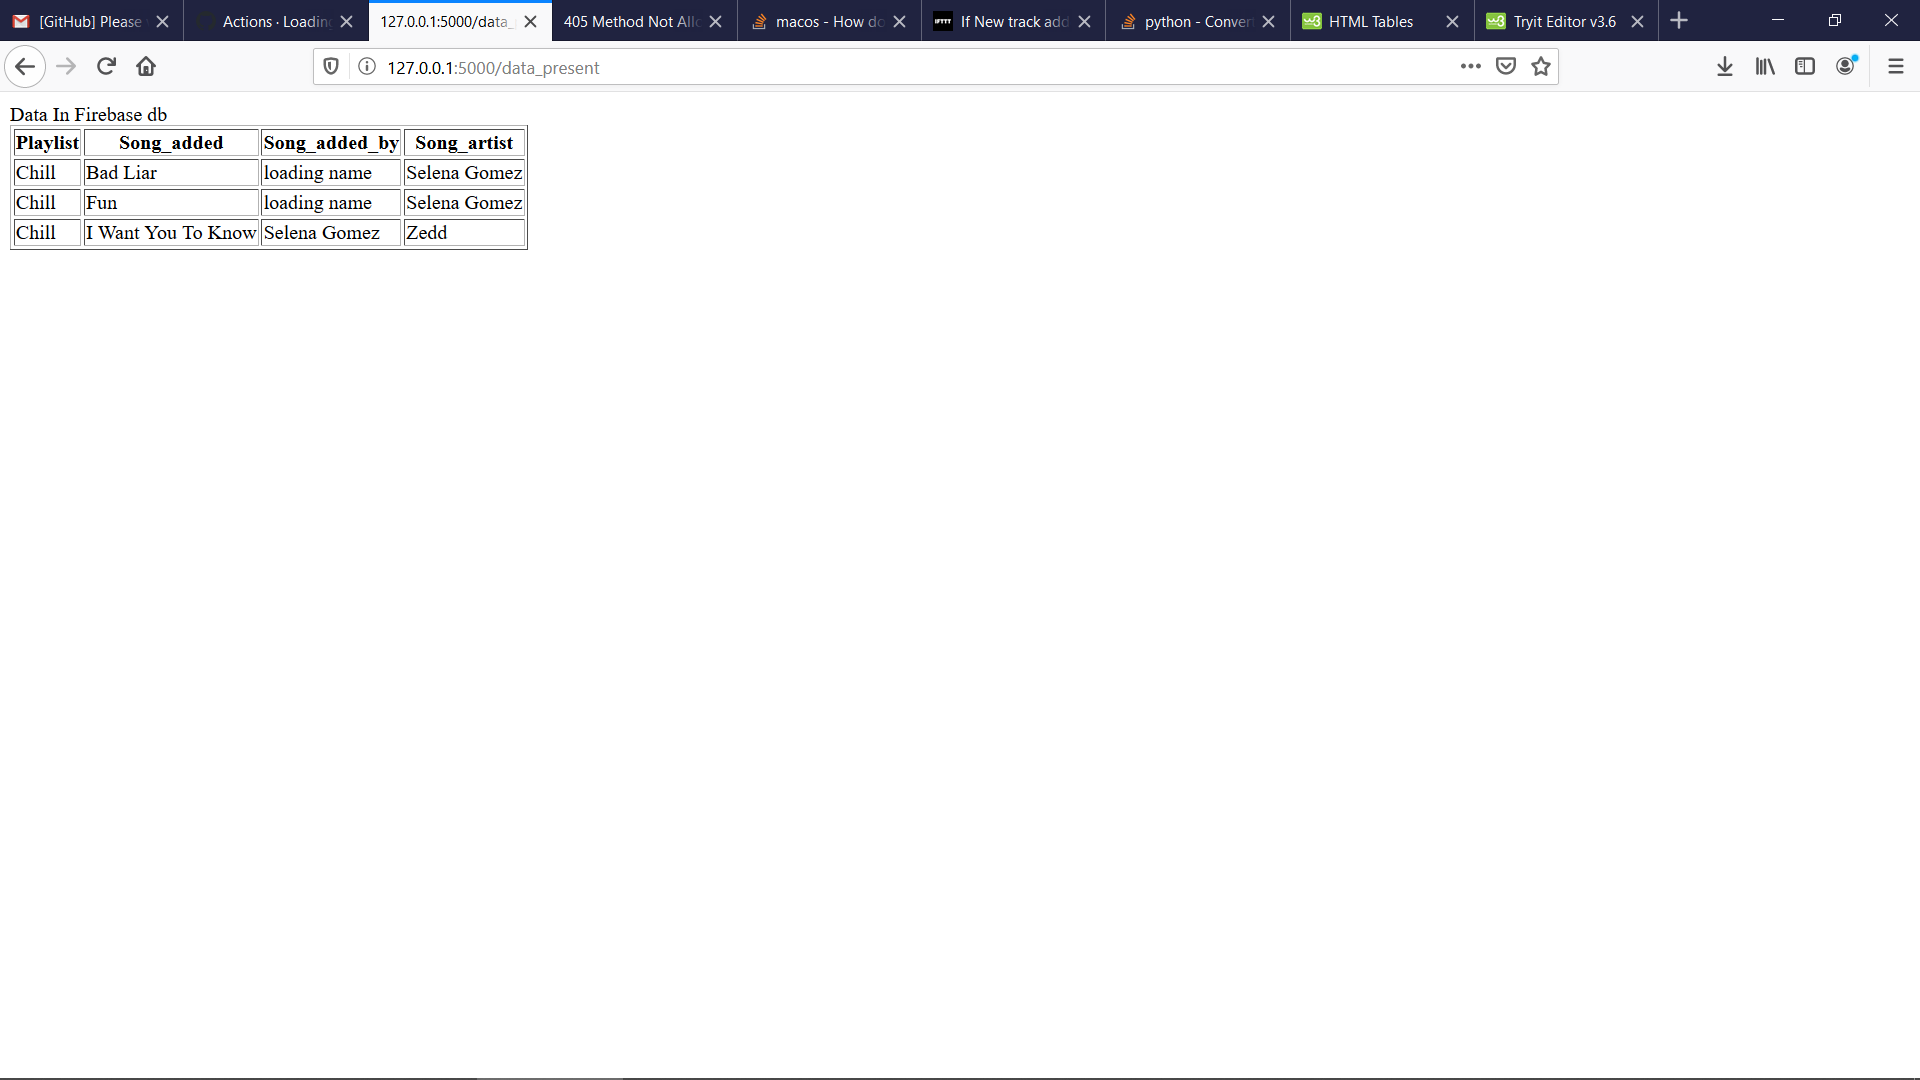 [GitHub] Please
Actions · Loading
127.0.0.1:5000/data_
405 Method Not Allo
macos - How do
IFTTT
If New track add
python - Conver
HTML Tables
Tryit Editor v3.6
127.0.0.1:5000/data_present
Data In Firebase db
Playlist Song_added Song_added_by Song_artist
Chill Bad Liar loading name Selena Gomez
Chill Fun loading name Selena Gomez
Chill I Want You To Know Selena Gomez Zedd